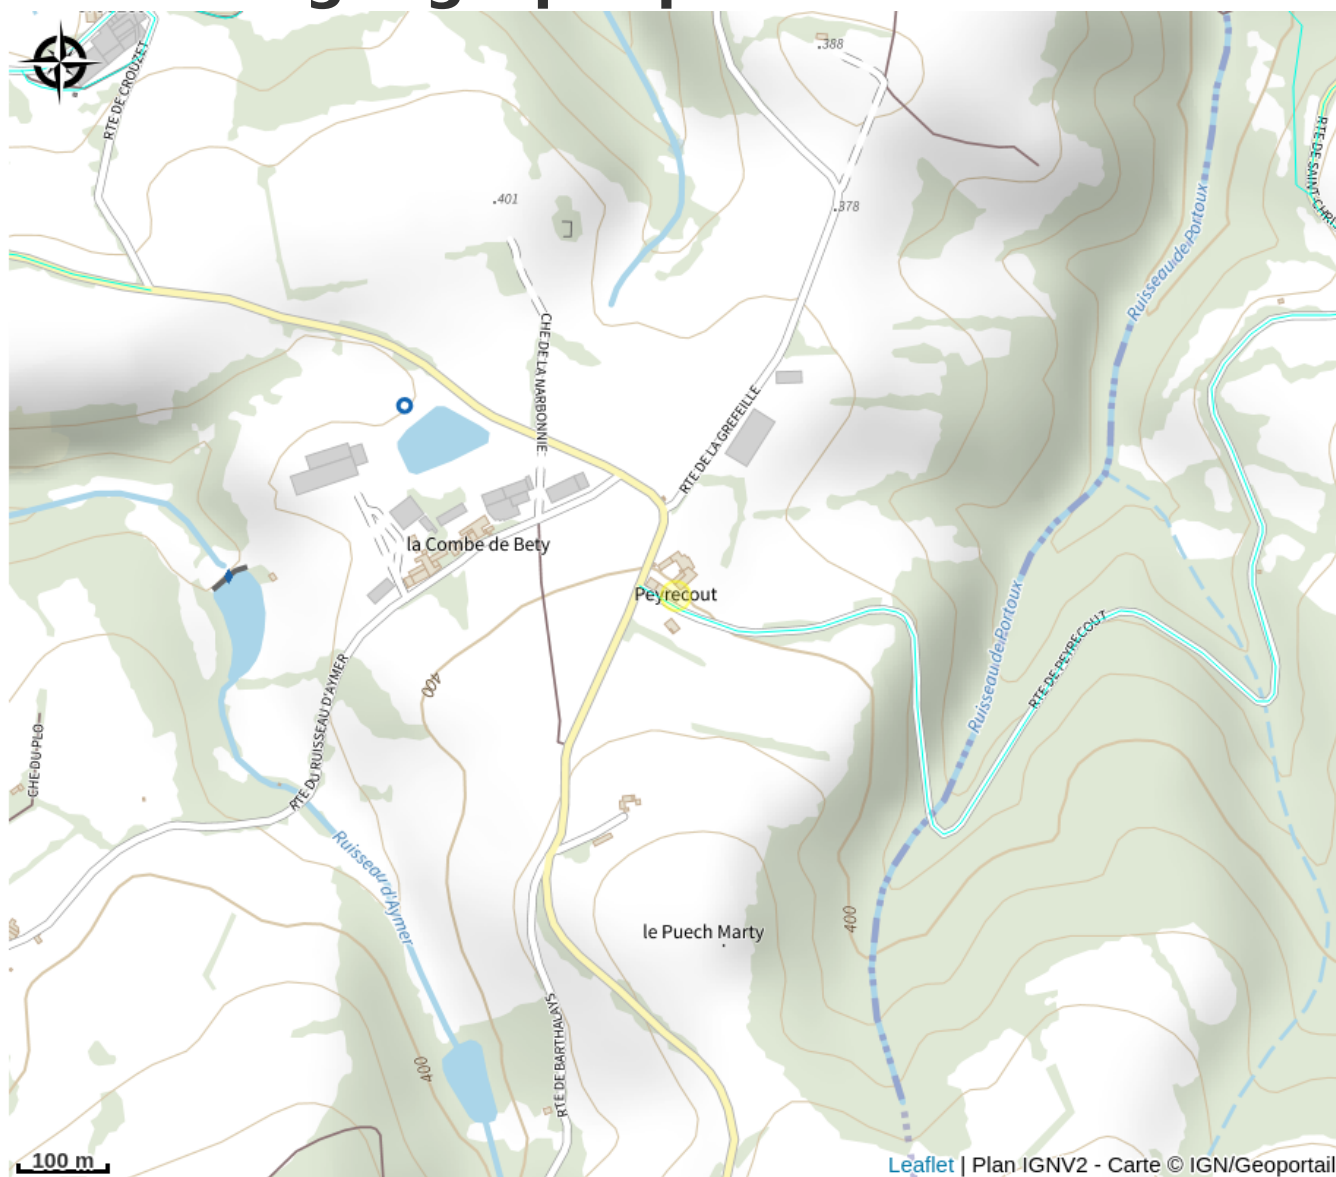 RTE DE CROUZET
388
RTE DE SAINT CHRIS
401
378
Ruisseau de Portoux
CHE DE LA NARBONNIE
RTE DE LA GREFEILLE
la Combe de Bety
Peyrecout
Ruisseau de Portoux
RTE DE PEYRECOUT
400
RTE DU RUISSEAU D'AYMER
CHE DU PLO
Ruisseau d'Aymer
le Puech Marty
400
RTE DE BARTHALAYS
400
100 m
Leaflet | Plan IGNV2 - Carte © IGN/Geoportail